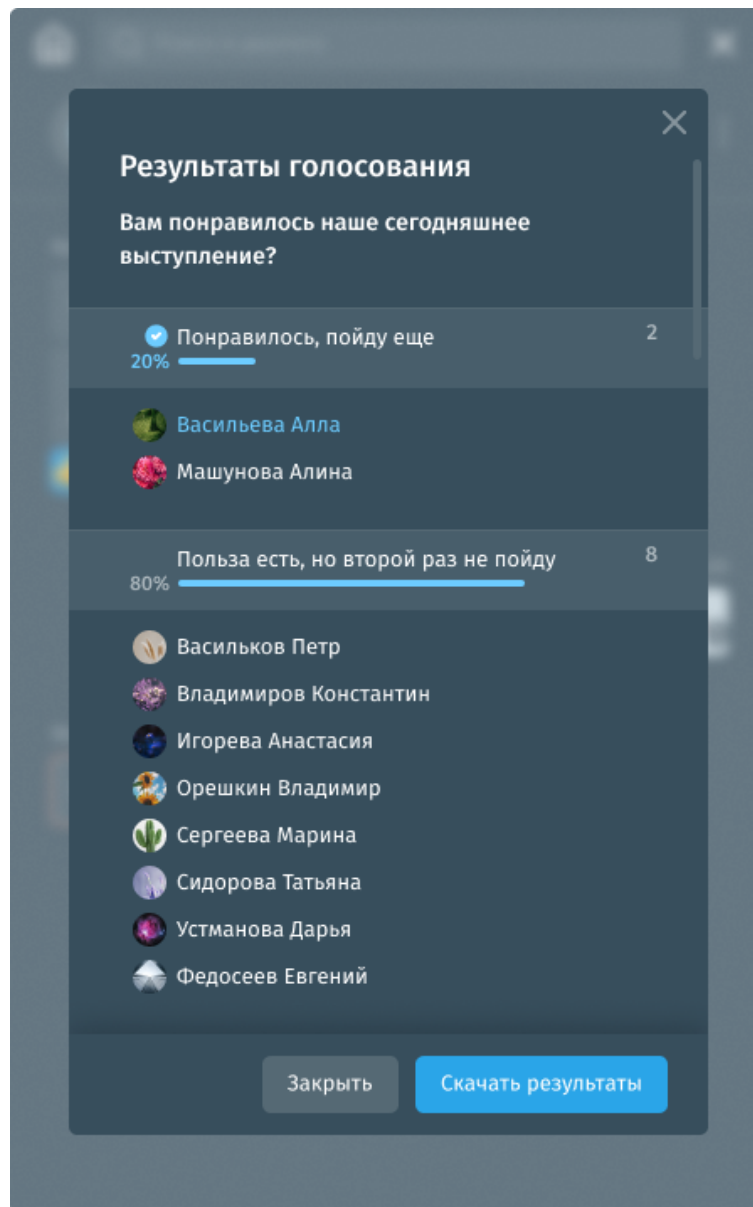 Результаты голосования
Вам понравилось наше сегодняшнее
выступление?
Понравилось, пойду еще 2
20%
Васильева Алла
Машунова Алина
Польза есть, но второй раз не пойду 8
80%
Васильков Петр
Владимиров Константин
Игорева Анастасия
Орешкин Владимир
Сергеева Марина
Сидорова Татьяна
Устманова Дарья
Федосеев Евгений
Закрыть Скачать результаты